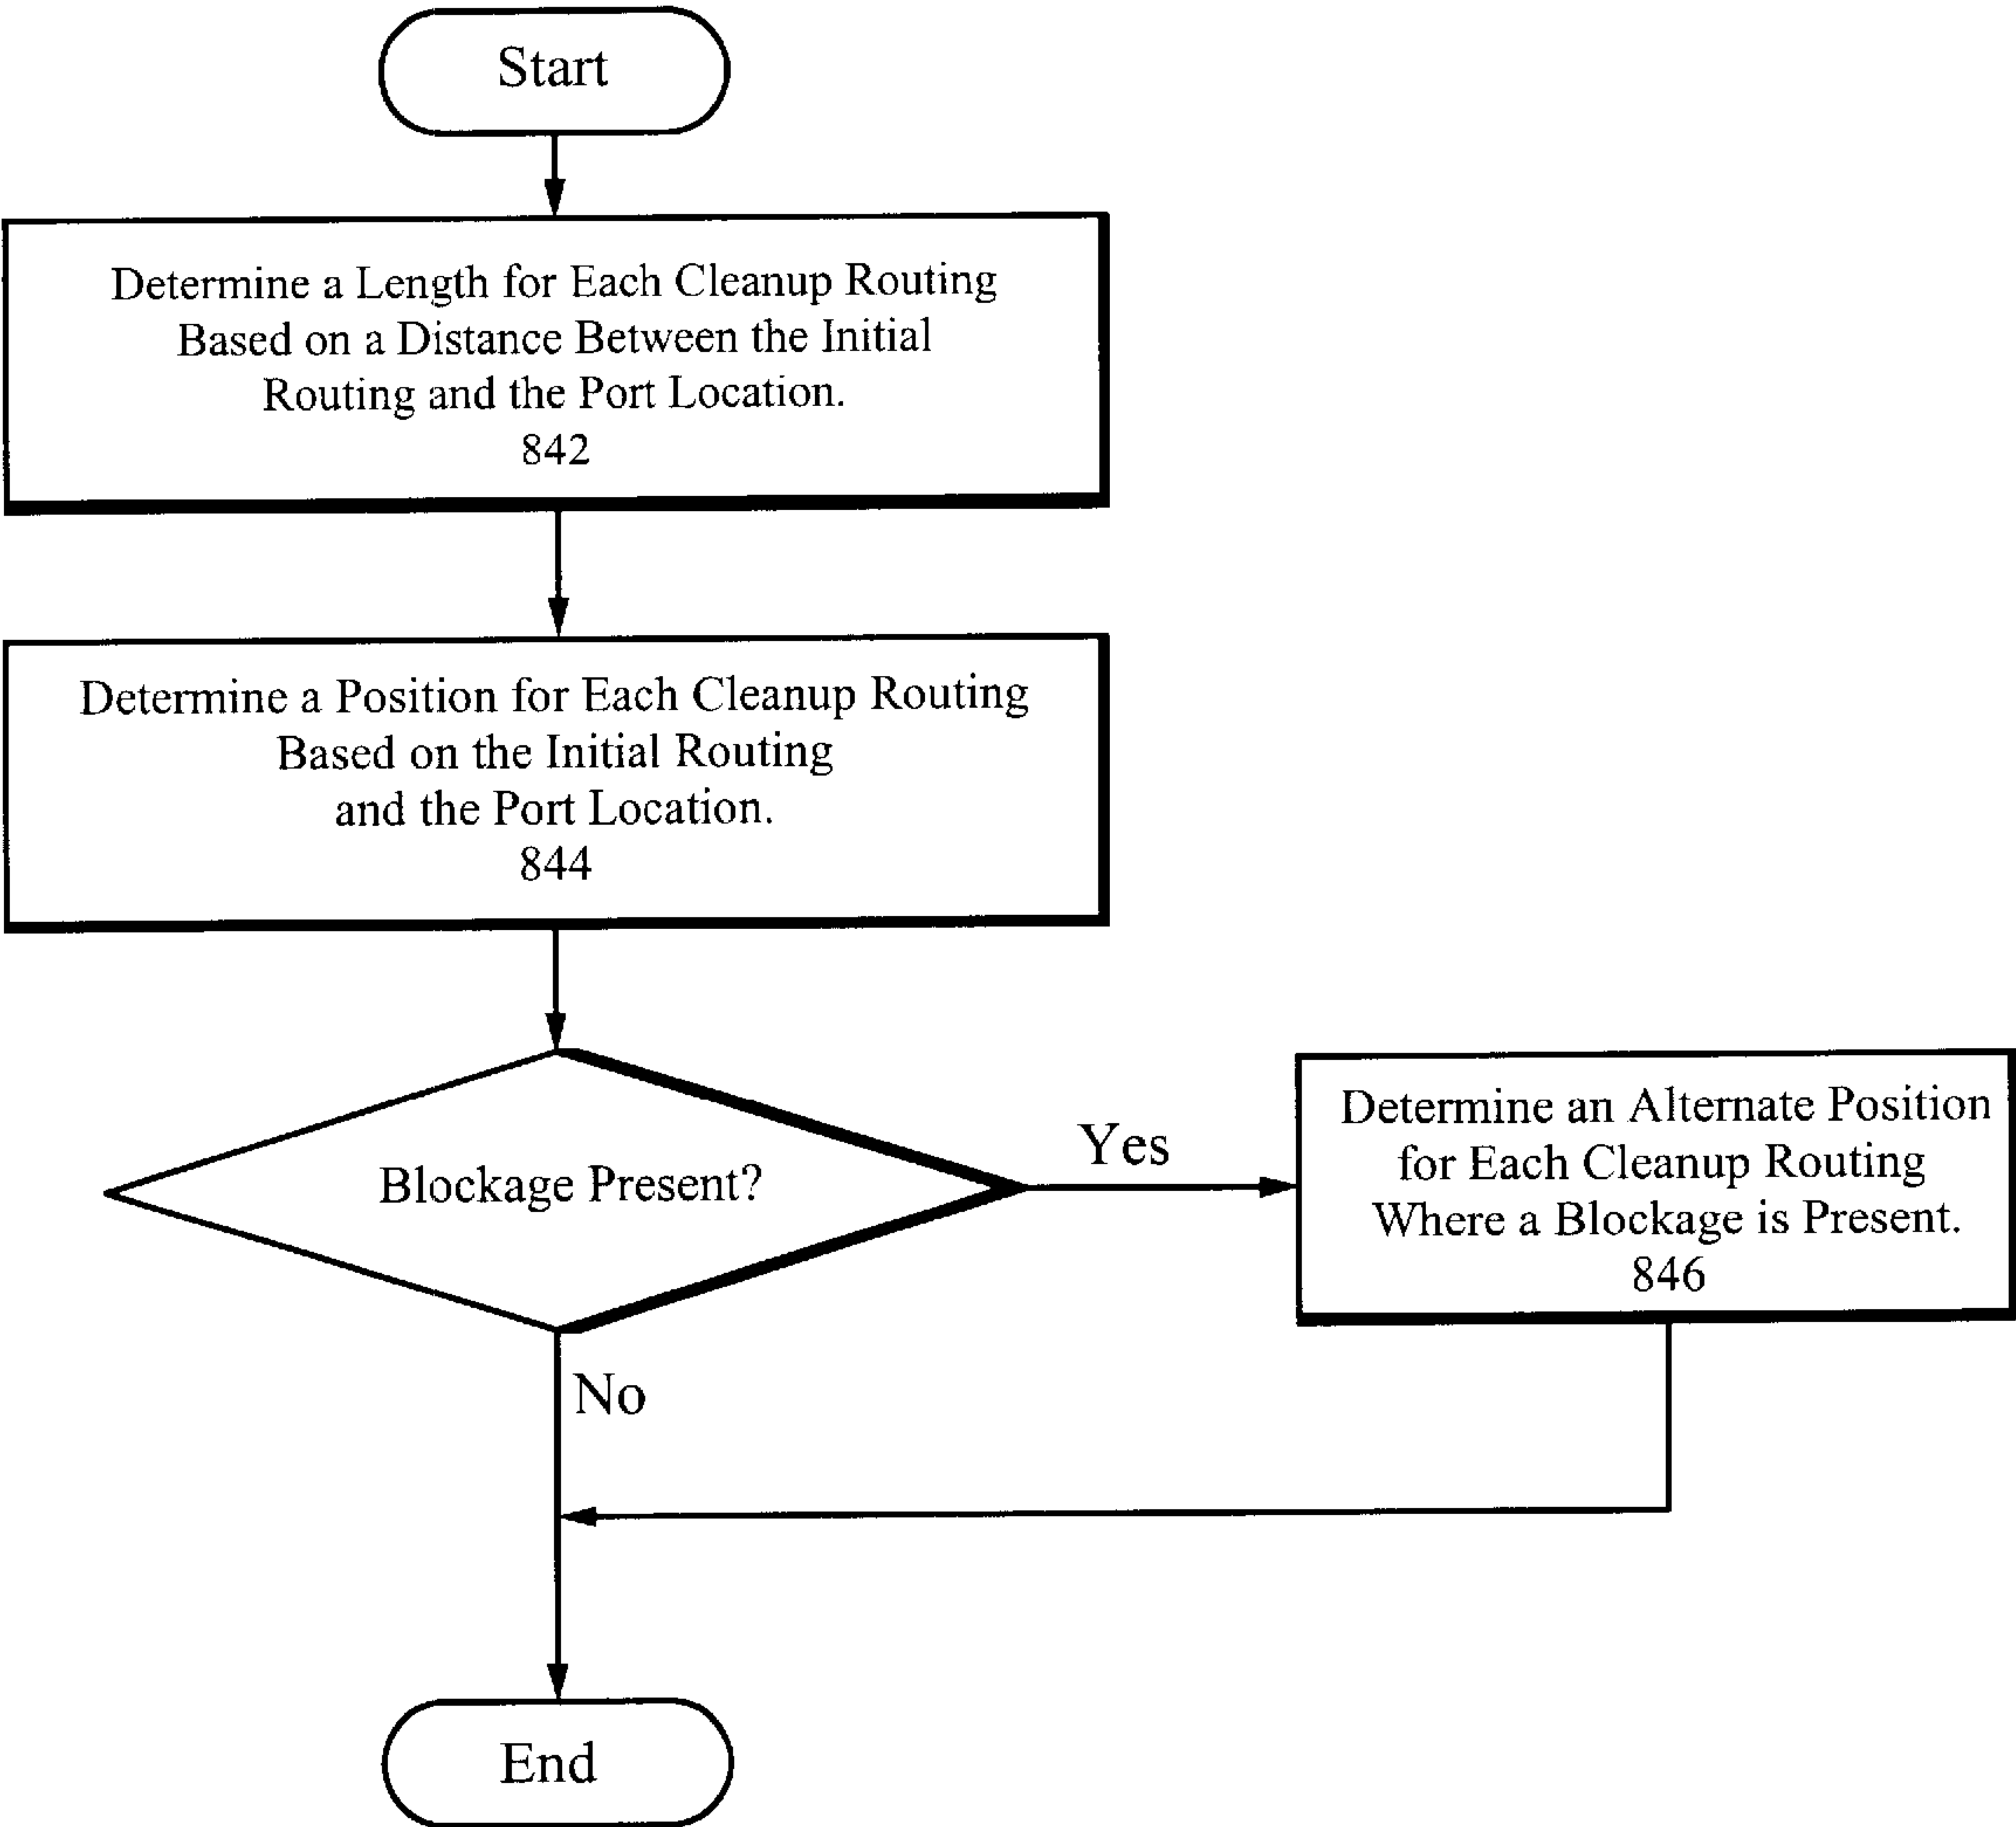 Start
Determine a Length for Each Cleanup Routing
Based on a Distance Between the Initial
Routing and the Port Location.
842
Determine a Position for Each Cleanup Routing
Based on the Initial Routing
and the Port Location.
844
Blockage Present?
Yes
Determine an Alternate Position
for Each Cleanup Routing
Where a Blockage is Present.
846
No
End